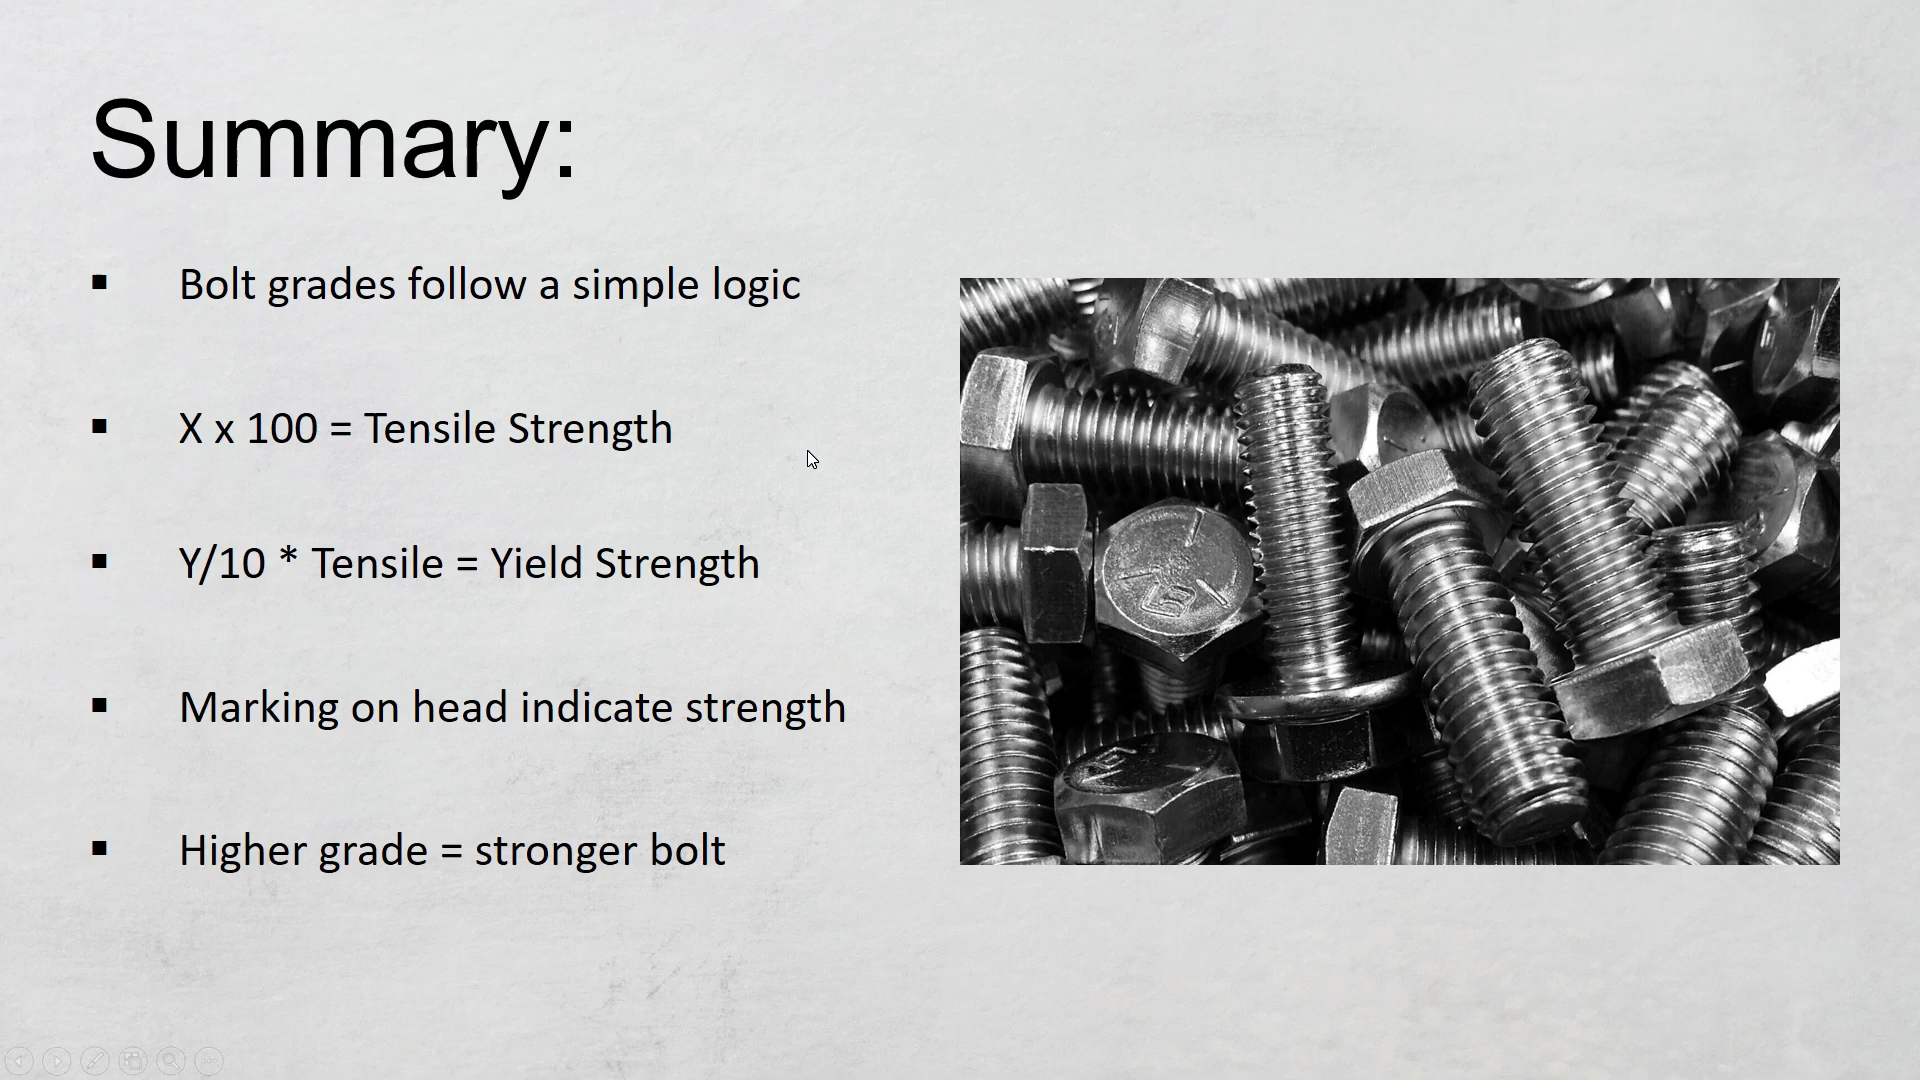 Summary:
Bolt grades follow a simple logic
X x 100 = Tensile Strength
Y/10 * Tensile = Yield Strength
Marking on head indicate strength
Higher grade = stronger bolt